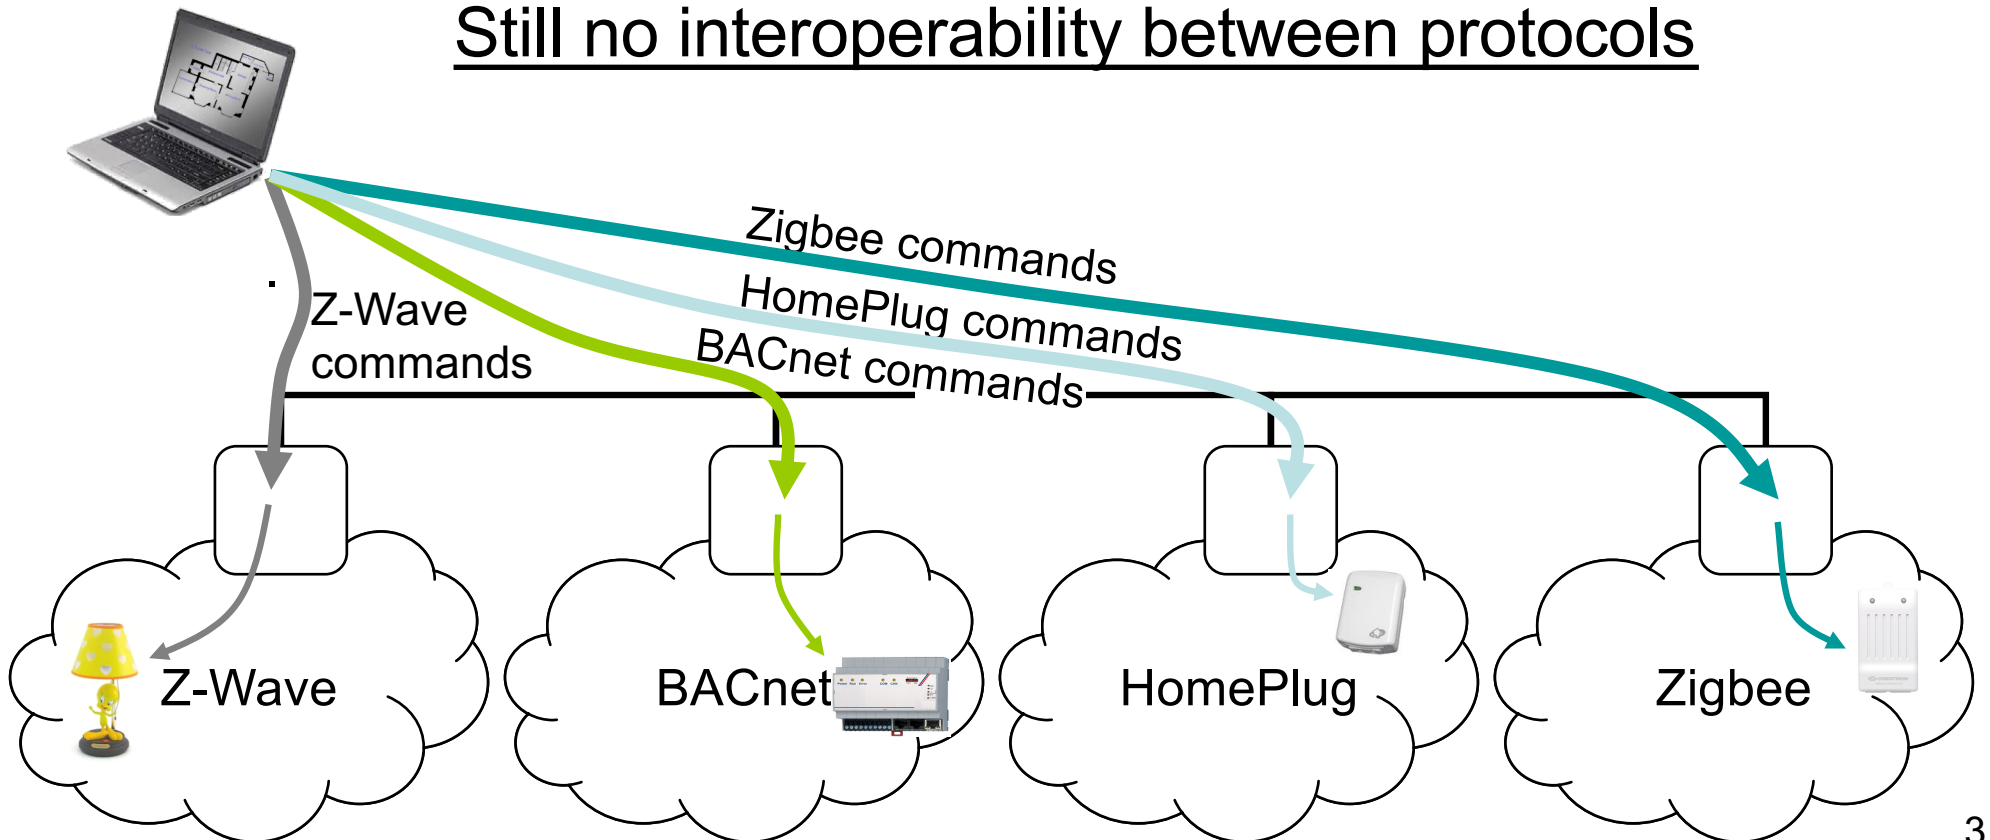 Still no interoperability between protocols
Zigbee commands
HomePlug commands
BACnet commands
Z-Wave
commands
Z-Wave
BACnet
HomePlug
Zigbee
3